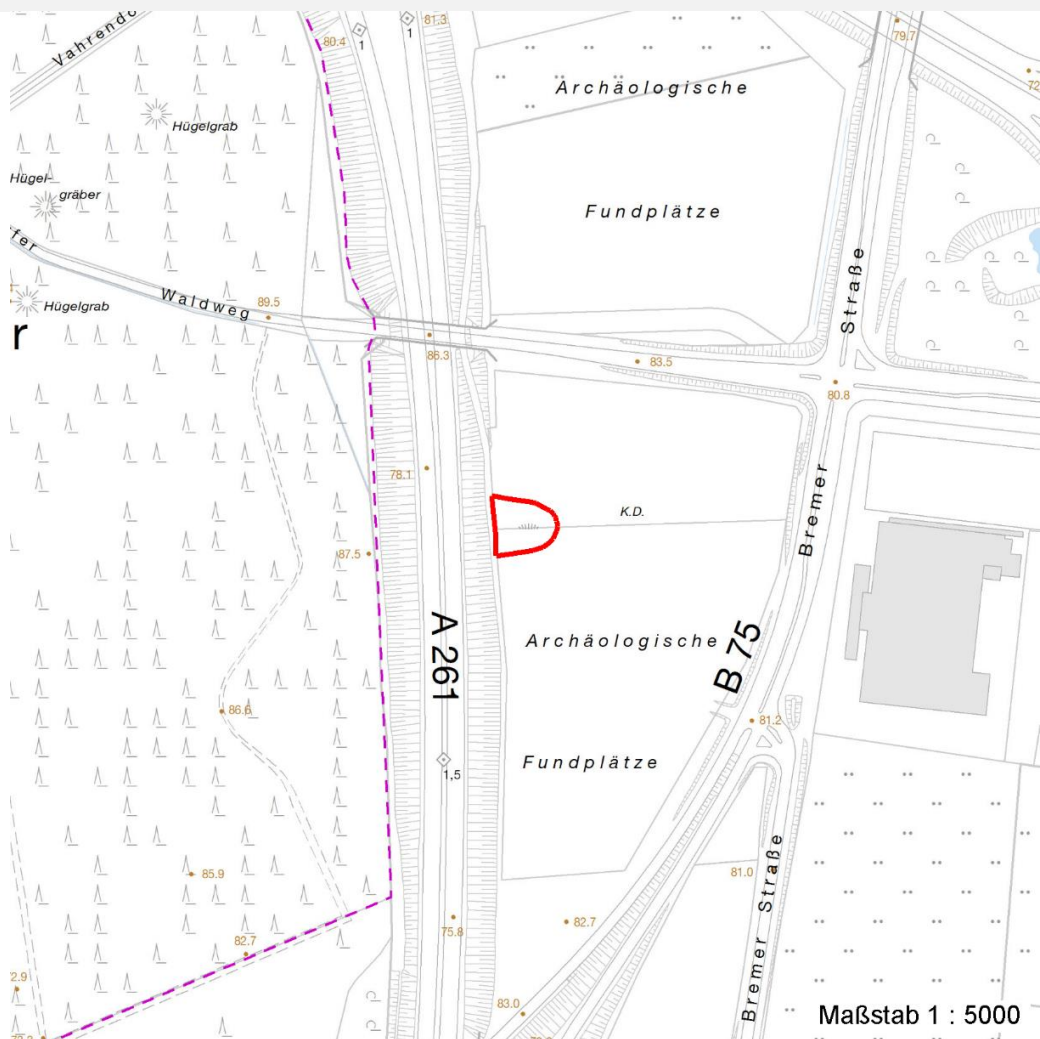 80.4
1
1
81.3
79.7
Archäologische
Hügelgrab
Hügel-
gräber
Fundplätze
Straße
fer
Waldweg
Hügelgrab
89.5
r
86.3
83.5
80.8
78.1
K.D.
Bremer
87.5
Archäologische
A 261
B 75
86.6
81.2
Fundplätze
1,5
85.9
81.0
Bremer Straße
75.8
82.7
82.7
2.9
83.0
Maßstab 1 : 5000